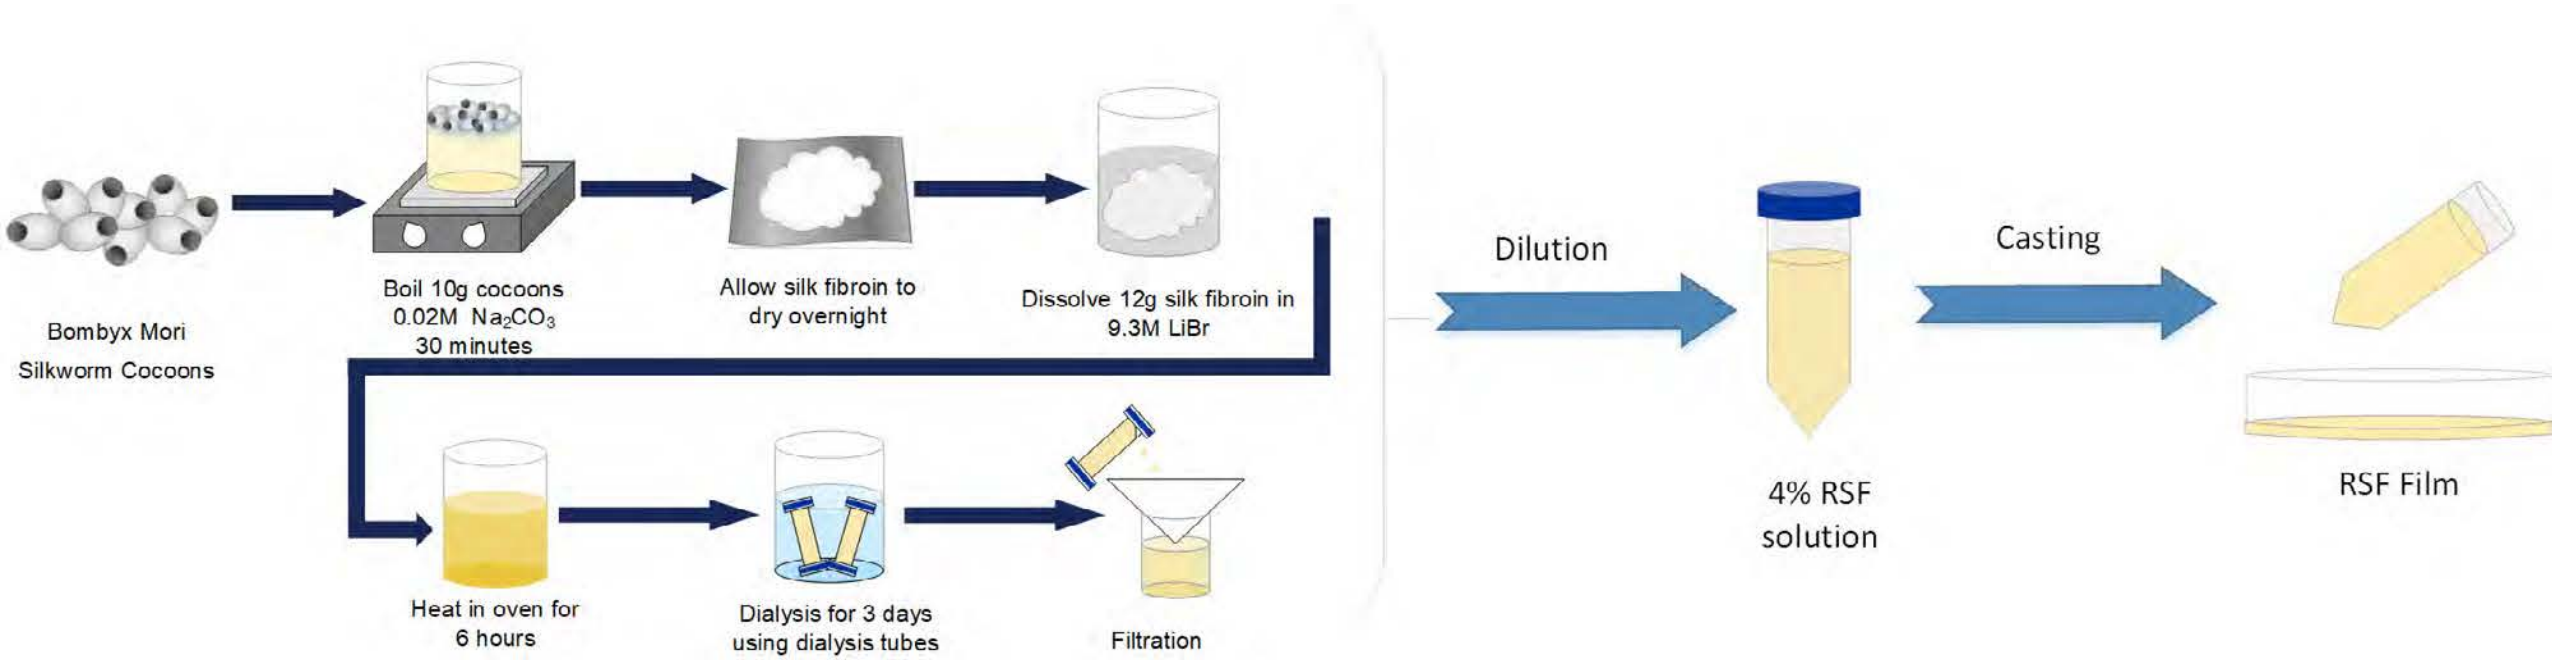 Bombyx Mori
Silkworm Cocoons
Boil 10g cocoons
0.02M Na₂CO₃
30 minutes
Allow silk fibroin to
dry overnight
Dissolve 12g silk fibroin in
9.3M LiBr
Heat in oven for
6 hours
Dialysis for 3 days
using dialysis tubes
Filtration
Dilution
4% RSF
solution
Casting
RSF Film